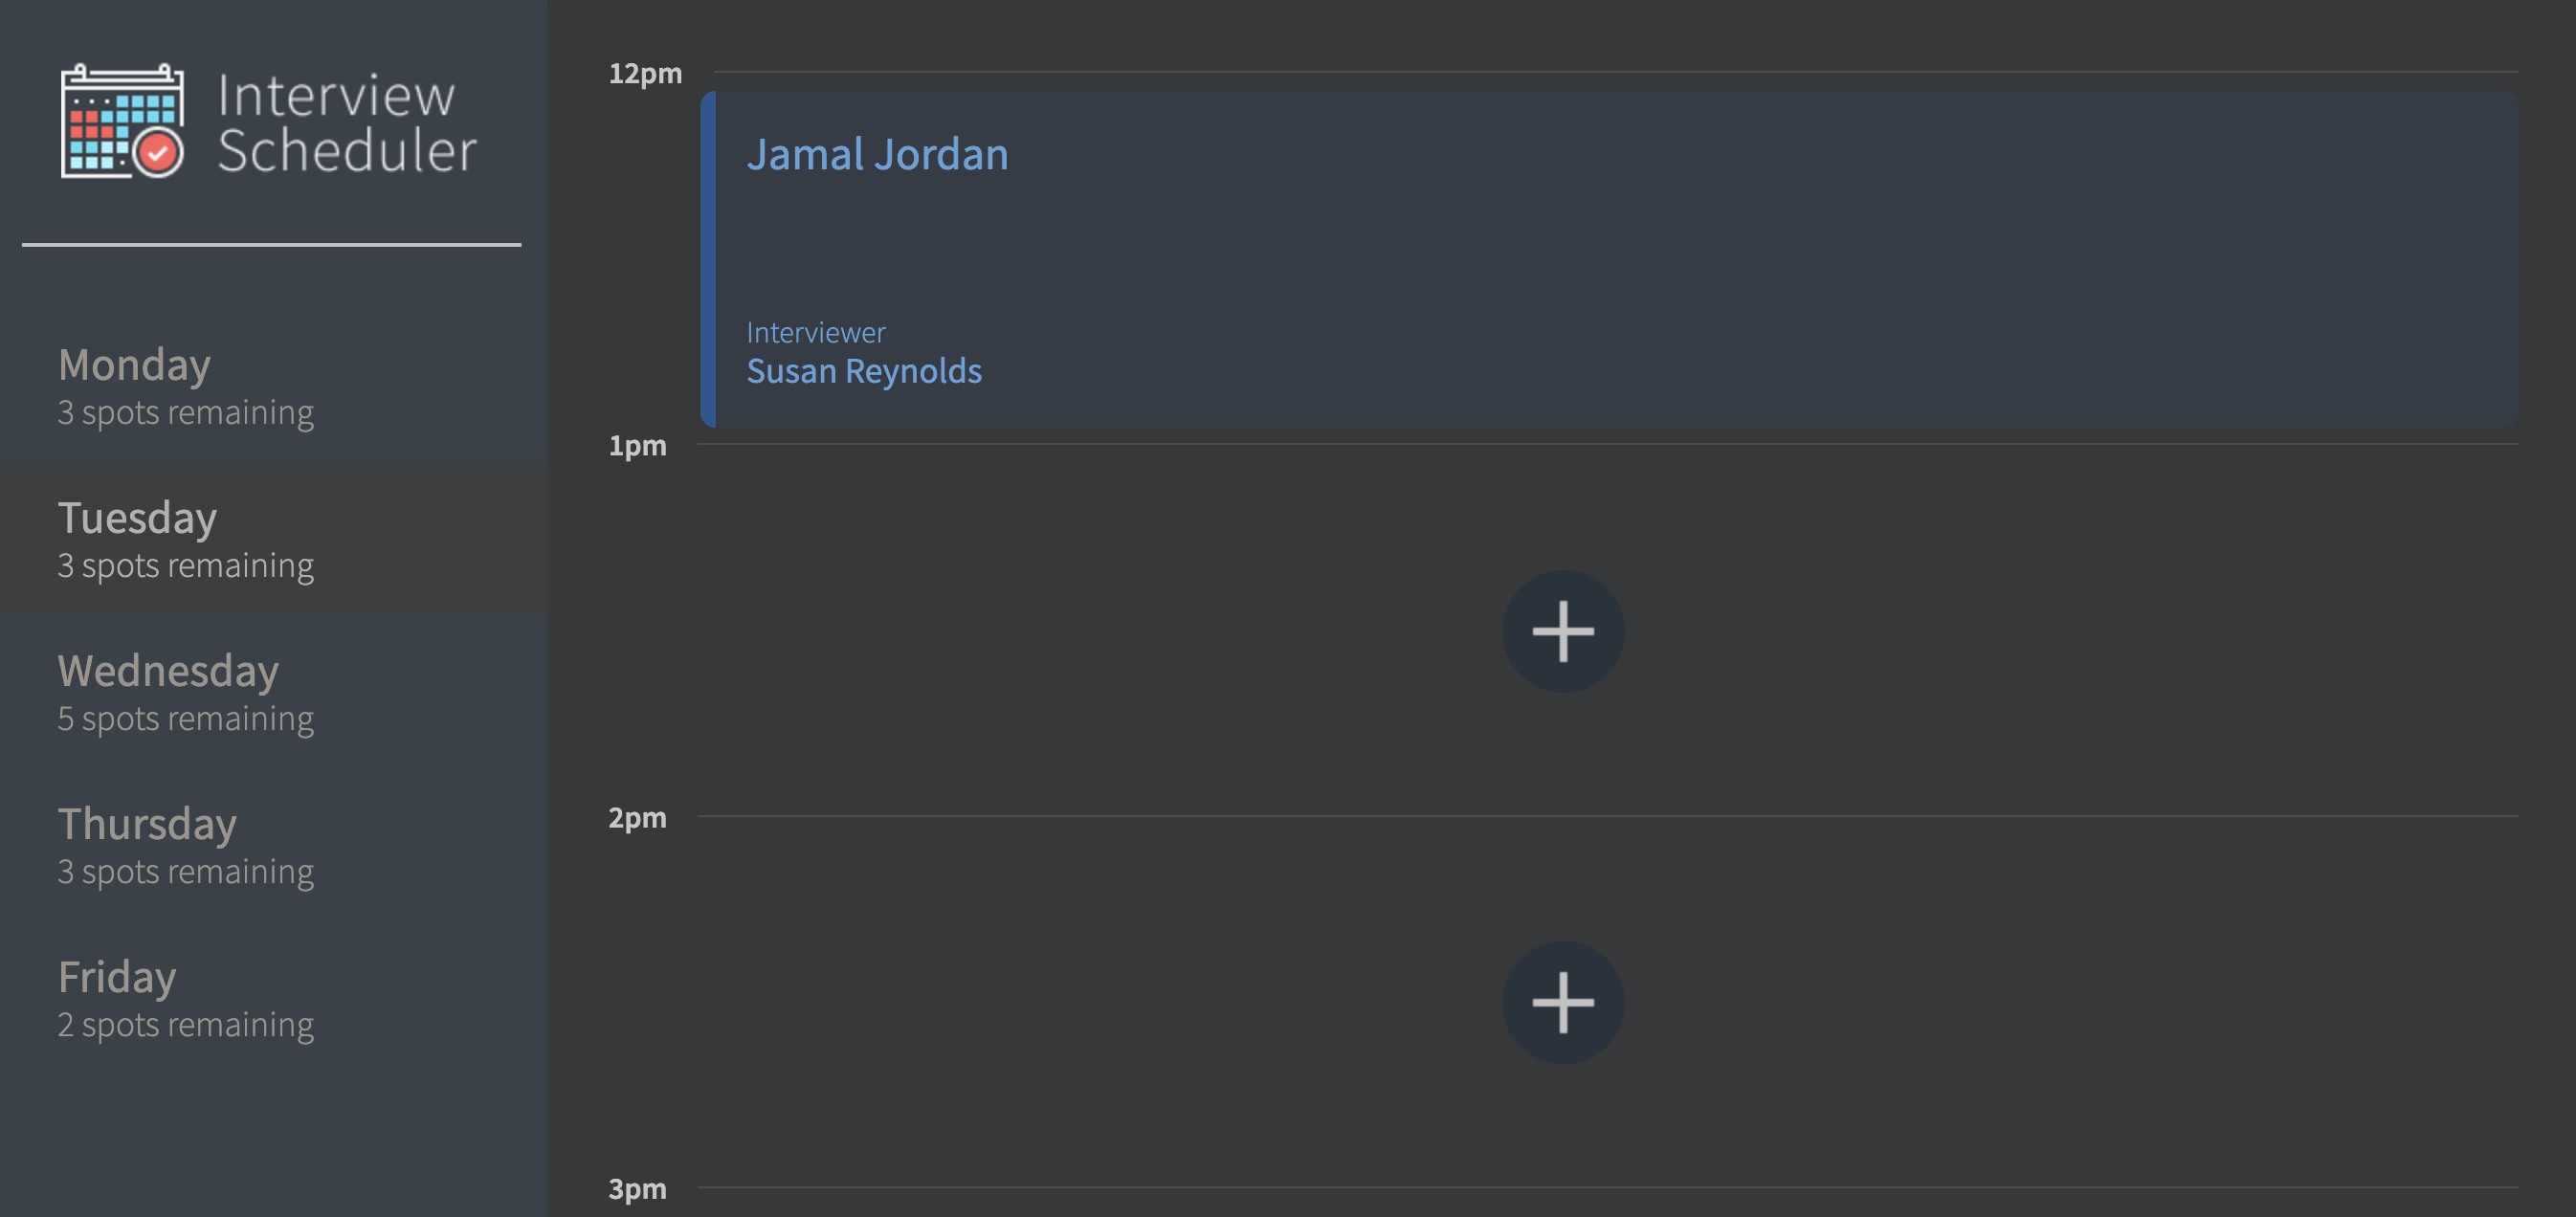 Interview
Scheduler
Monday
3 spots remaining
Tuesday
3 spots remaining
Wednesday
5 spots remaining
Thursday
3 spots remaining
Friday
2 spots remaining
12pm
Jamal Jordan
Interviewer
Susan Reynolds
1pm
2pm
3pm